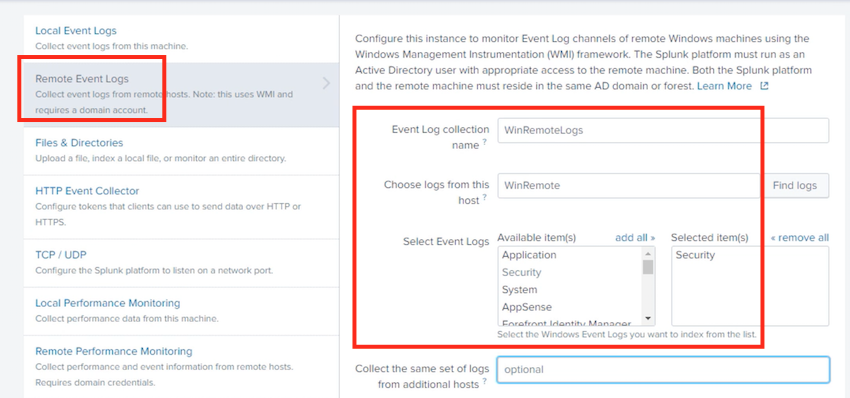 Local Event Logs
Collect event logs from this machine.
Remote Event Logs
Collect event logs from remote hosts. Note: this uses WMI and
requires a domain account.
Files & Directories
Upload a file, index a local file, or monitor an entire directory.
HTTP Event Collector
Configure tokens that clients can use to send data over HTTP or
HTTPS.
TCP / UDP
Configure the Splunk platform to listen on a network port.
Local Performance Monitoring
Collect performance data from this machine.
Remote Performance Monitoring
Collect performance and event information from remote hosts.
Requires domain credentials.
Configure this instance to monitor Event Log channels of remote Windows machines using the
Windows Management Instrumentation (WMI) framework. The Splunk platform must run as an
Active Directory user with appropriate access to the remote machine. Both the Splunk platform
and the remote machine must reside in the same AD domain or forest. Learn More
Event Log collection
name ?
WinRemoteLogs
Choose logs from this
host ?
WinRemote
Find logs
Select Event Logs
Available item(s) add all »
Application
Security
System
AppSense
Forefront Identity Manager
Selected item(s) « remove all
Security
Select the Windows Event Logs you want to index from the list.
Collect the same set of logs
from additional hosts ?
optional